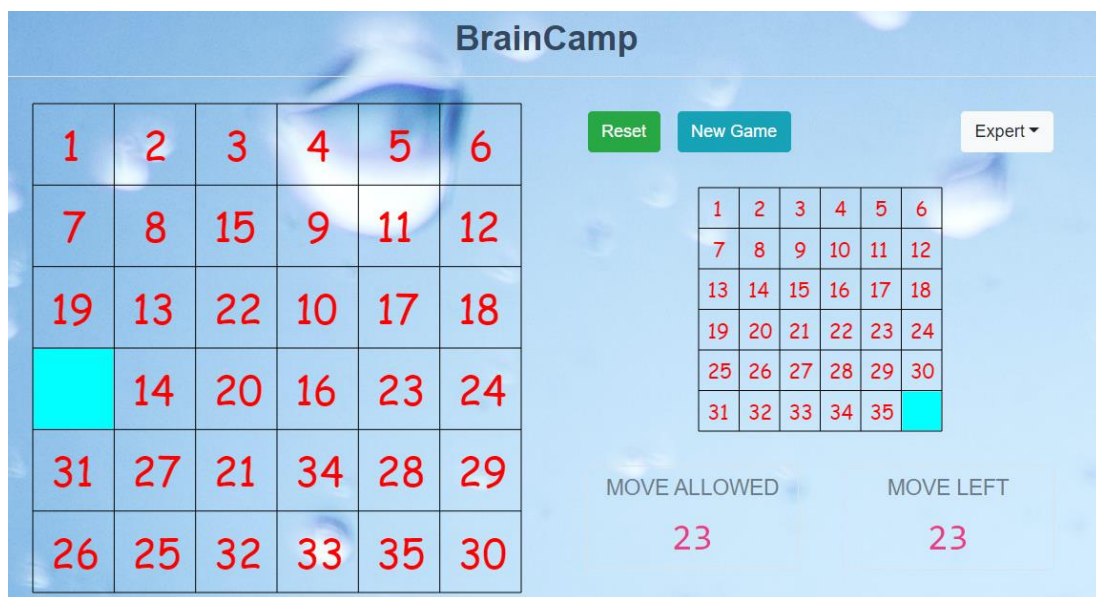 BrainCamp
Reset New Game Expert
1 2 3 4 5 6
7 8 15 9 11 12
19 13 22 10 17 18
14 20 16 23 24
31 27 21 34 28 29
26 25 32 33 35 30
1 2 3 4 5 6
7 8 9 10 11 12
13 14 15 16 17 18
19 20 21 22 23 24
25 26 27 28 29 30
31 32 33 34 35
MOVE ALLOWED MOVE LEFT
23 23